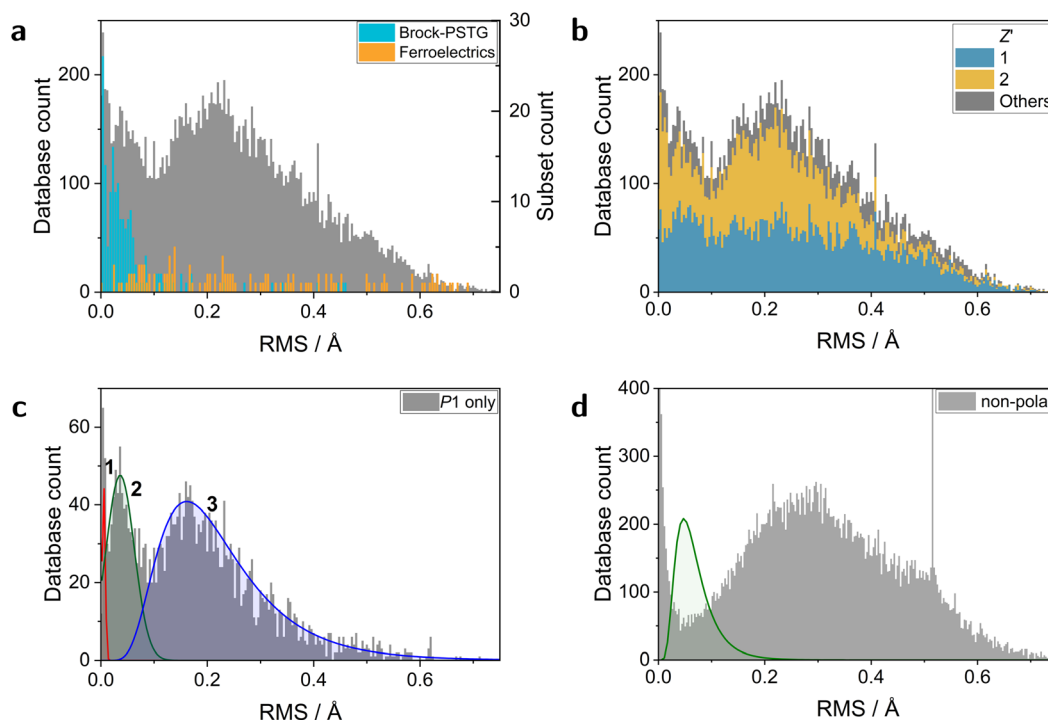 a
Brock-PSTG
Ferroelectrics
Database count
Subset count
200
100
0
30
20
10
0
0.0 0.2 0.4 0.6
RMS / Å
b
Z'
1
2
Others
Database Count
200
100
0
0.0 0.2 0.4 0.6
RMS / Å
c
P1 only
1
2
3
Database count
60
40
20
0
0.0 0.2 0.4 0.6
RMS / Å
d
non-pola
Database count
400
300
200
100
0
0.0 0.2 0.4 0.6
RMS / Å